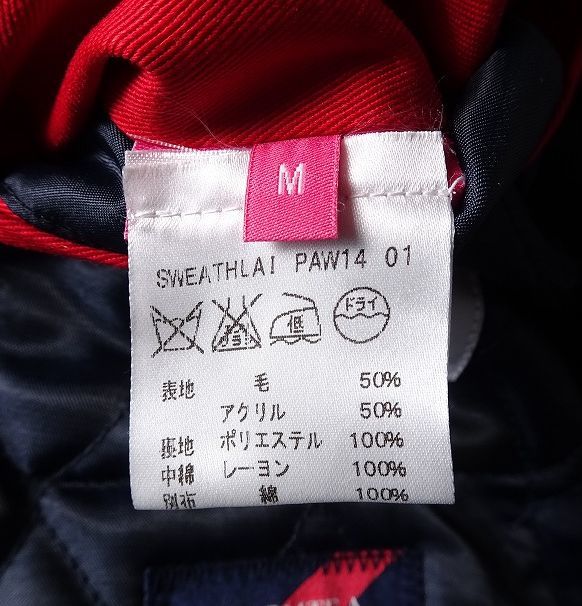 M
SWEATHLAI PAW14 01
低 ドライ
表地 毛 50%
アクリル 50%
裏地 ポリエステル 100%
中綿 レーヨン 100%
別布 綿 100%